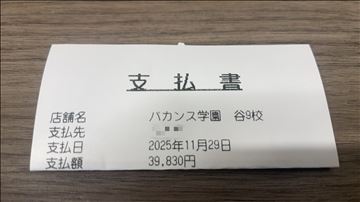 支払書
店舗名 バカンス学園 谷9校
支払先
支払日 2025年11月29日
支払額 39,830円